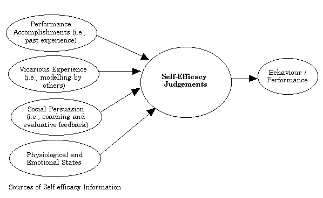 Performance
Accomplishments (i.e.,
past experience)
Vicarious Experience
(i.e., modelling by
others)
Social Persuasion
(i.e., coaching and
evaluative feedback)
Physiological and
Emotional States
Self-Efficacy
Judgements
Behaviour /
Performance
Sources of Self-efficacy Information